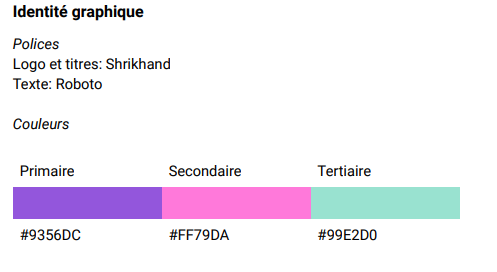 Identité graphique
Polices
Logo et titres: Shrikhand
Texte: Roboto
Couleurs
Primaire Secondaire Tertiaire
#9356DC #FF79DA #99E2D0